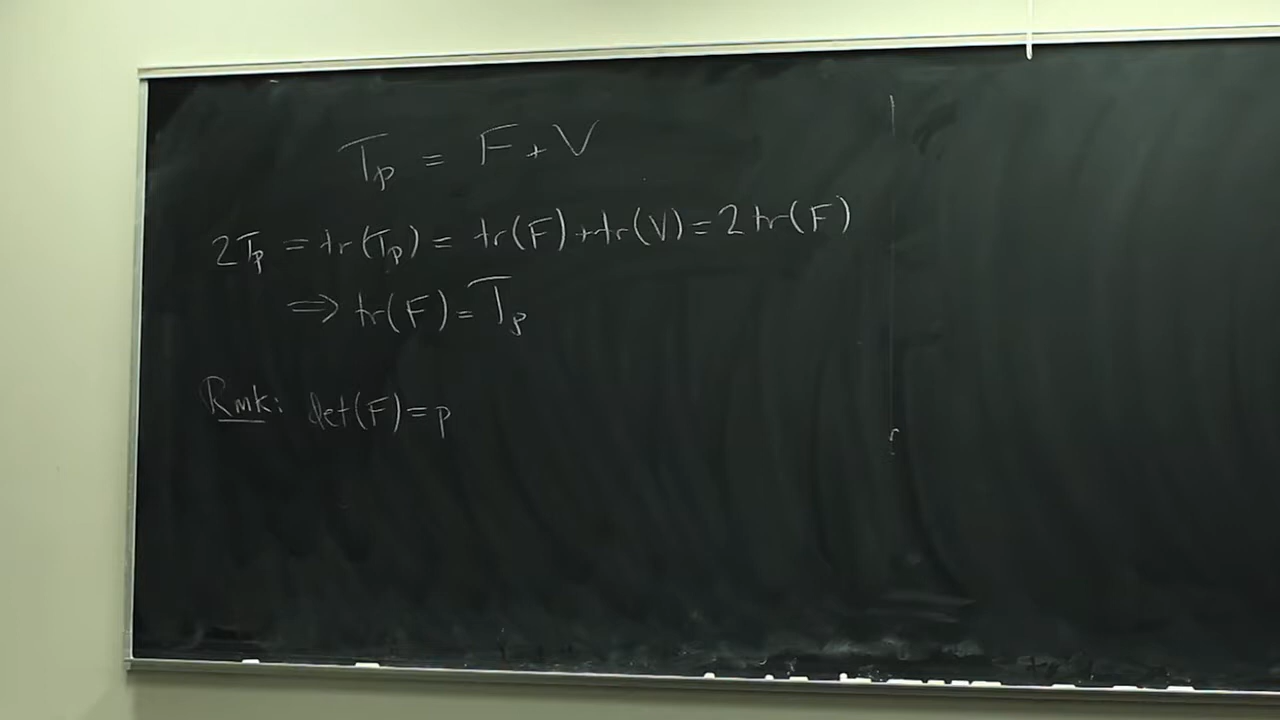 T_p = F + V
2T_p = tr(T_p) = tr(F) + tr(V) = 2 tr(F)
⇒ tr(F) = T_p
Rmk: det(F) = p